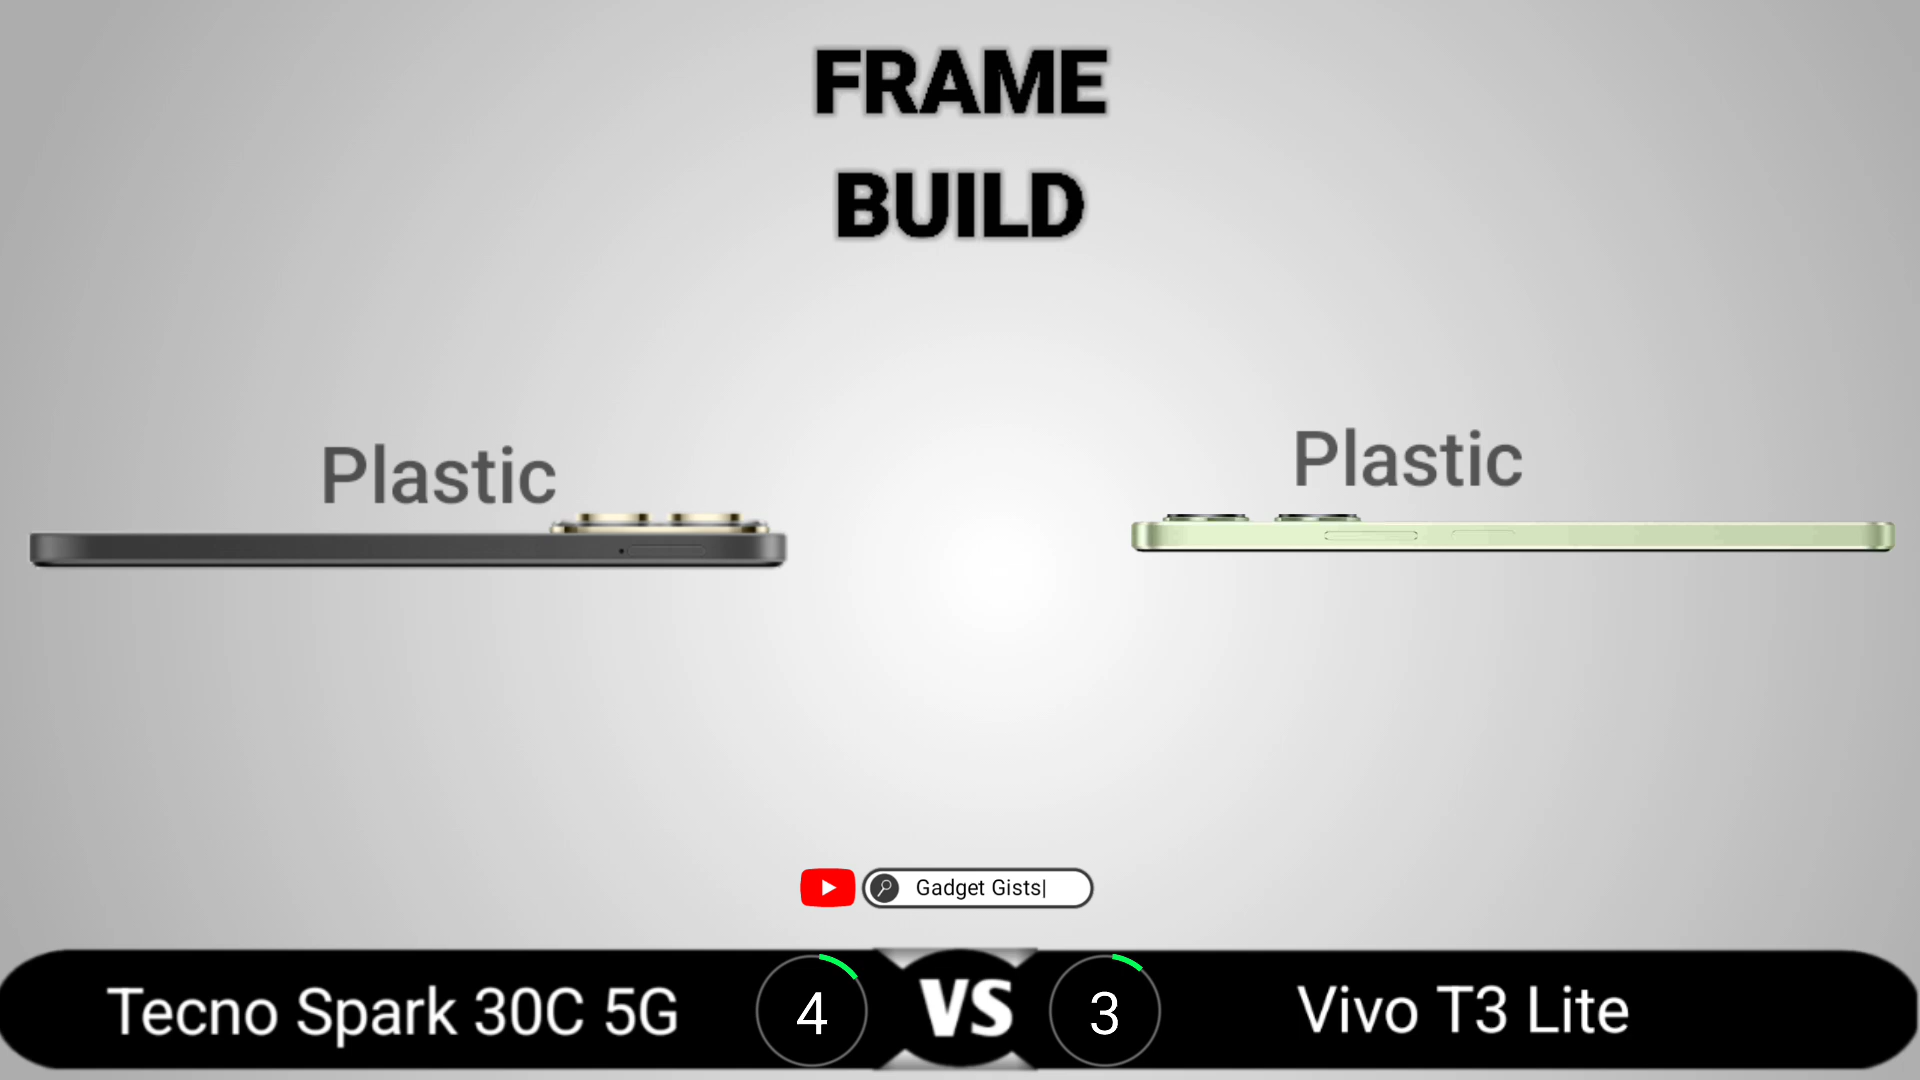 FRAME
BUILD
Plastic
Plastic
Gadget Gists|
Tecno Spark 30C 5G
4
VS
3
Vivo T3 Lite